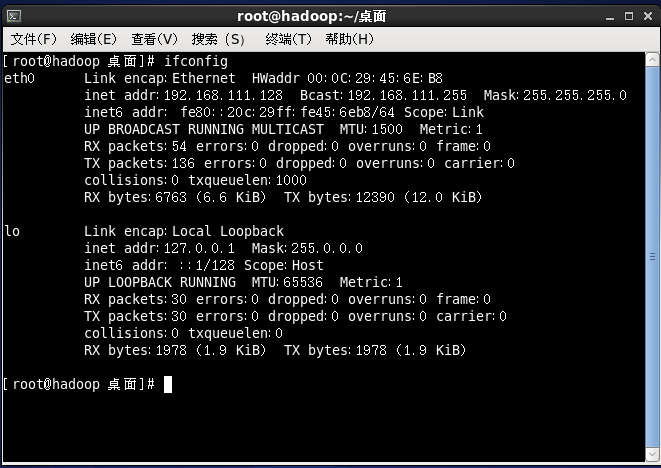 root@hadoop:~/桌面
文件(F) 编辑(E) 查看(V) 搜索 (S) 终端(T) 帮助(H)
[root@hadoop 桌面]# ifconfig
eth0 Link encap:Ethernet HWaddr 00:0C:29:45:6E:B8
inet addr:192.168.111.128 Bcast:192.168.111.255 Mask:255.255.255.0
inet6 addr: fe80::20c:29ff:fe45:6eb8/64 Scope:Link
UP BROADCAST RUNNING MULTICAST MTU:1500 Metric:1
RX packets:54 errors:0 dropped:0 overruns:0 frame:0
TX packets:136 errors:0 dropped:0 overruns:0 carrier:0
collisions:0 txqueuelen:1000
RX bytes:6763 (6.6 KiB) TX bytes:12390 (12.0 KiB)
lo Link encap:Local Loopback
inet addr:127.0.0.1 Mask:255.0.0.0
inet6 addr: ::1/128 Scope:Host
UP LOOPBACK RUNNING MTU:65536 Metric:1
RX packets:30 errors:0 dropped:0 overruns:0 frame:0
TX packets:30 errors:0 dropped:0 overruns:0 carrier:0
collisions:0 txqueuelen:0
RX bytes:1978 (1.9 KiB) TX bytes:1978 (1.9 KiB)
[root@hadoop 桌面]#